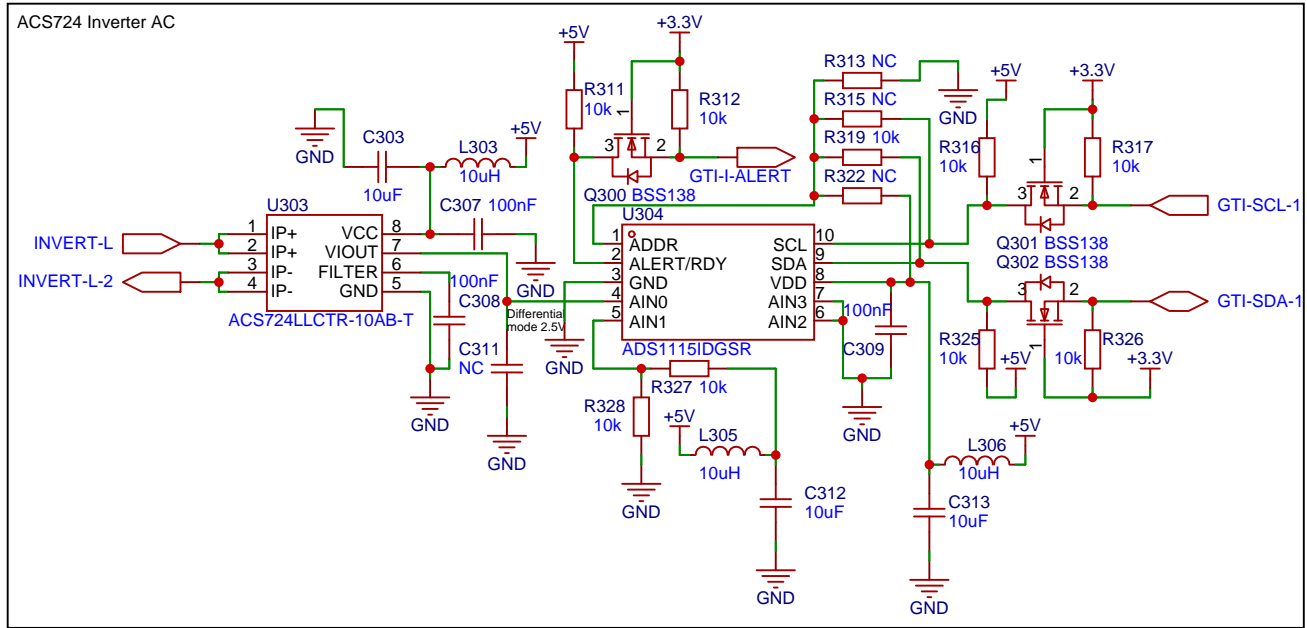 ACS724 Inverter AC
+5V
+3.3V
R311
10k
1
3
2
R312
10k
GTI-I-ALERT
Q300 BSS138
R313 NC
R315 NC
R319 10k
R322 NC
GND
+5V
+3.3V
R316
10k
1
3
2
R317
10k
GTI-SCL-1
Q301 BSS138
Q302 BSS138
3
2
1
GTI-SDA-1
R325
10k
+5V
R326
10k
+3.3V
GND
C303
10uF
L303
10uH
+5V
C307 100nF
GND
U303
INVERT-L
INVERT-L-2
1 IP+ VCC 8
2 IP+ VIOUT 7
3 IP- FILTER 6
4 IP- GND 5
ACS724LLCTR-10AB-T
100nF
C308
Differential
mode 2.5V
C311
NC
GND
GND
GND
U304
1 ADDR SCL 10
2 ALERT/RDY SDA 9
3 GND VDD 8
4 AIN0 AIN3 7
5 AIN1 AIN2 6
ADS1115IDGSR
100nF
C309
GND
R327 10k
R328
10k
GND
+5V
L305
10uH
C312
10uF
GND
+5V
L306
10uH
C313
10uF
GND